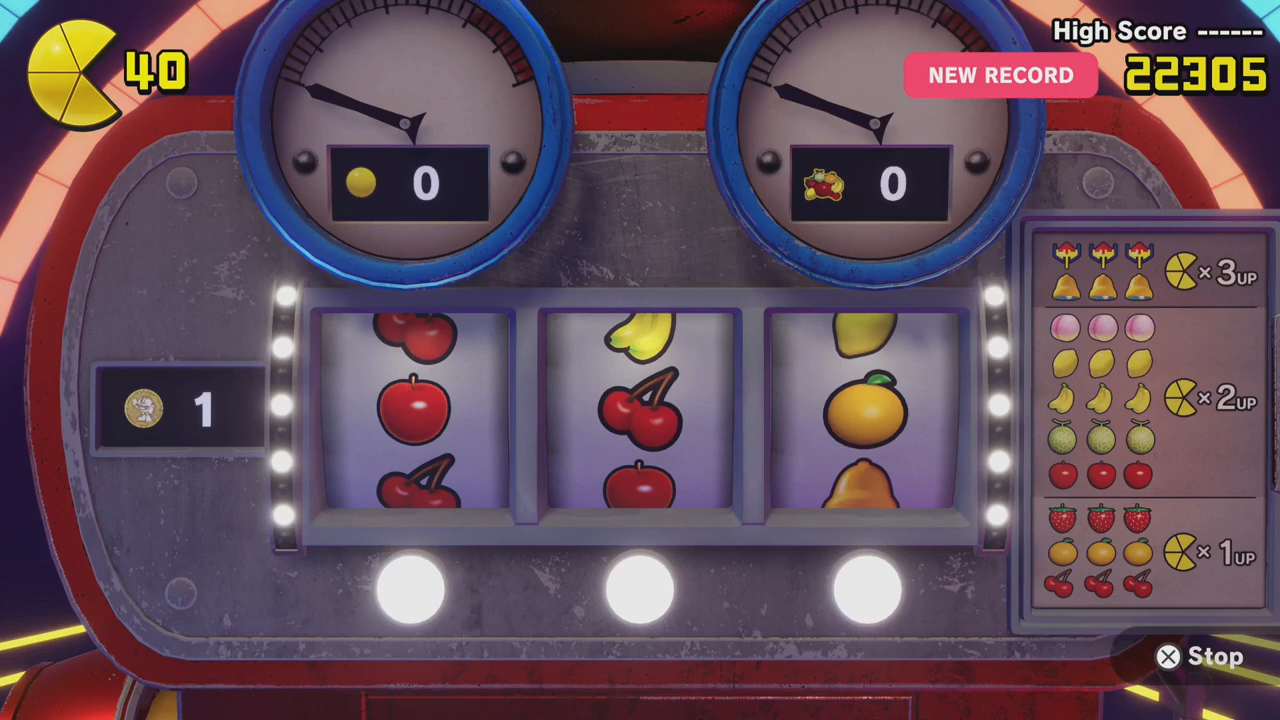 40
High Score ------
NEW RECORD
22305
0
0
1
× 3UP
× 2UP
× 1UP
Stop